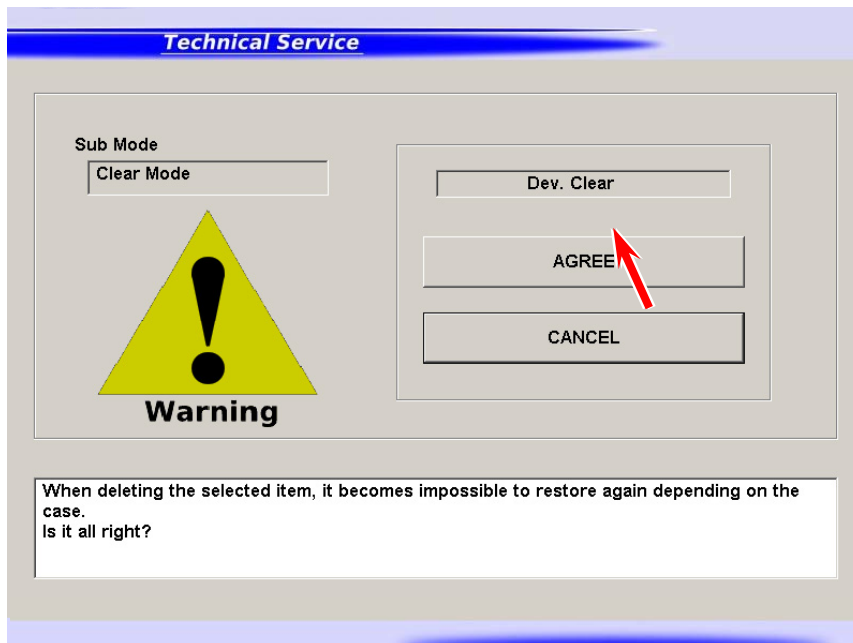 Technical Service
Sub Mode
Clear Mode
Dev. Clear
AGREE
CANCEL
Warning
When deleting the selected item, it becomes impossible to restore again depending on the
case.
Is it all right?